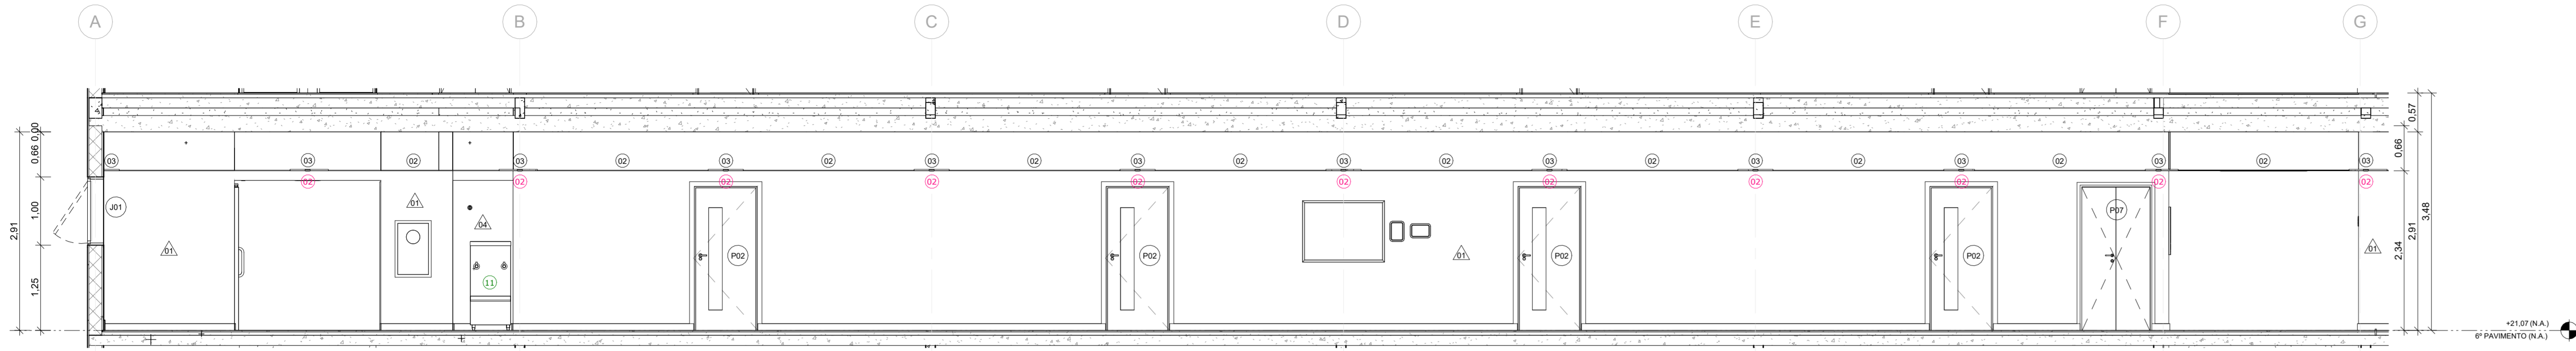 A B C D E F G
0,00
0,66
1,00
1,25
2,91
03 03 02 03 02 03 02 03 02 03 02 03 02 03 02 03 02 03 02 03 02 03
02 02 02 02 02 02 02 02 02 02 02
J01
01
01
04
11
P02
P02
01
P02
P02
P07
01
0,57
0,66
2,34
2,91
3,48
+21,07 (N.A.)
6º PAVIMENTO (N.A.)